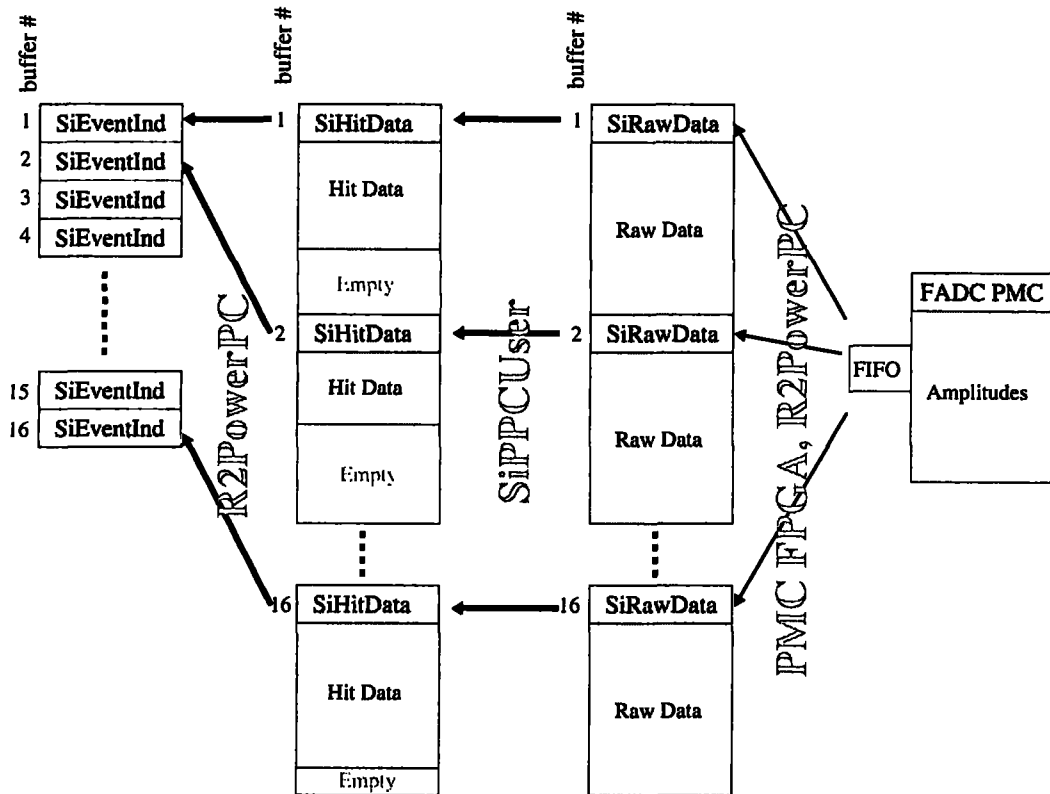 buffer #
1 SiEventInd
2 SiEventInd
3 SiEventInd
4 SiEventInd
15 SiEventInd
16 SiEventInd
R2PowerPC
buffer #
1 SiHitData
Hit Data
Empty
2 SiHitData
Hit Data
Empty
16 SiHitData
Hit Data
Empty
SiPPCUser
buffer #
1 SiRawData
Raw Data
2 SiRawData
Raw Data
16 SiRawData
Raw Data
PMC FPGA, R2PowerPC
FIFO
FADC PMC
Amplitudes